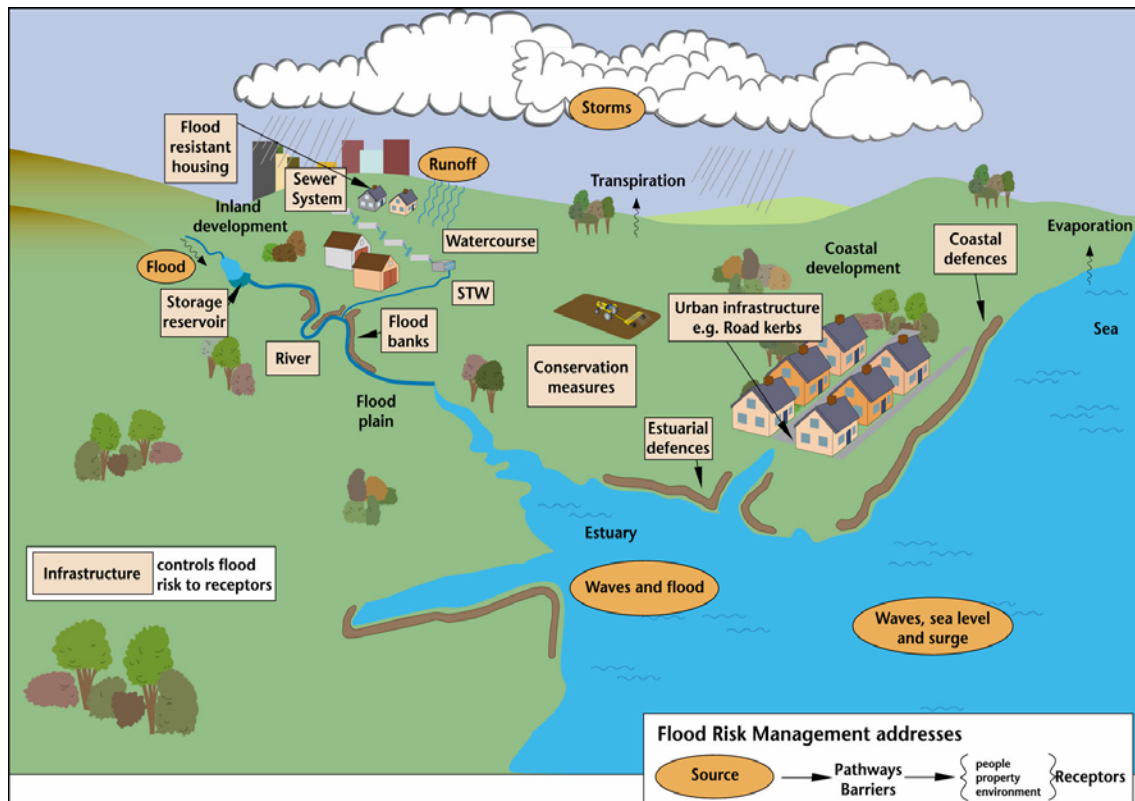 Storms
Flood
resistant
housing
Runoff
Sewer
System
Transpiration
Inland
development
Watercourse
Evaporation
Coastal
defences
Coastal
development
Flood
Storage
reservoir
STW
Urban infrastructure
e.g. Road kerbs
Sea
Flood
banks
River
Conservation
measures
Flood
plain
Estuarial
defences
Estuary
Infrastructure
controls flood
risk to receptors
Waves and flood
Waves, sea level
and surge
Flood Risk Management addresses
Source
Pathways
Barriers
people
property
environment
Receptors